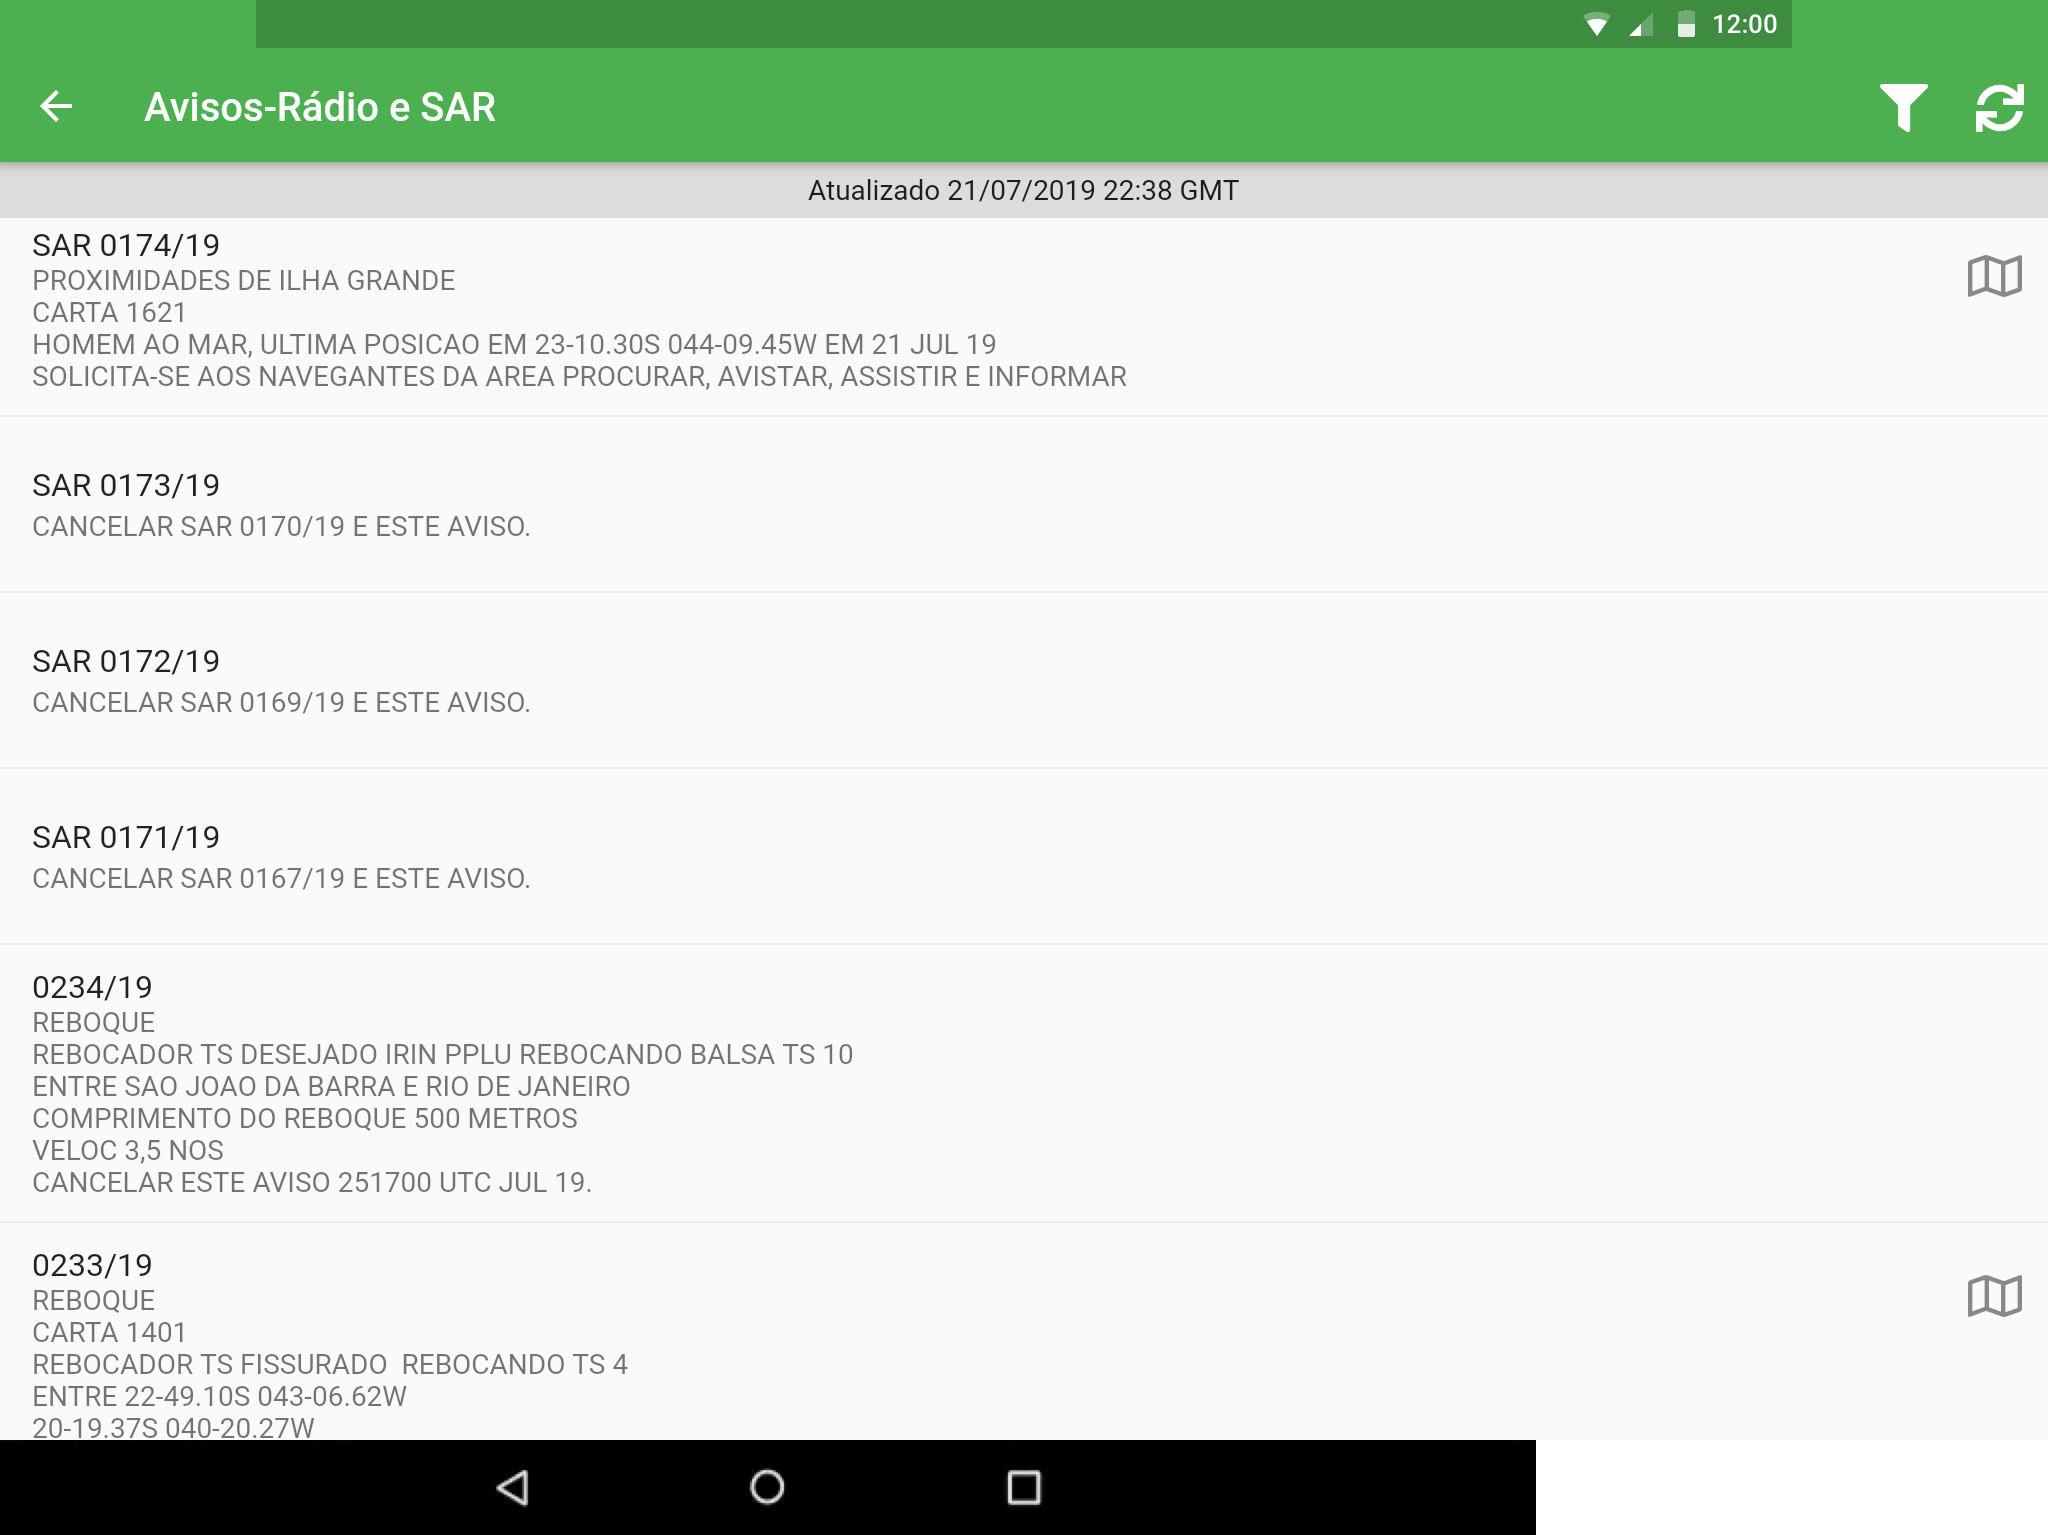 12:00
Avisos-Rádio e SAR
Atualizado 21/07/2019 22:38 GMT
SAR 0174/19
PROXIMIDADES DE ILHA GRANDE
CARTA 1621
HOMEM AO MAR, ULTIMA POSICAO EM 23-10.30S 044-09.45W EM 21 JUL 19
SOLICITA-SE AOS NAVEGANTES DA AREA PROCURAR, AVISTAR, ASSISTIR E INFORMAR
SAR 0173/19
CANCELAR SAR 0170/19 E ESTE AVISO.
SAR 0172/19
CANCELAR SAR 0169/19 E ESTE AVISO.
SAR 0171/19
CANCELAR SAR 0167/19 E ESTE AVISO.
0234/19
REBOQUE
REBOCADOR TS DESEJADO IRIN PPLU REBOCANDO BALSA TS 10
ENTRE SAO JOAO DA BARRA E RIO DE JANEIRO
COMPRIMENTO DO REBOQUE 500 METROS
VELOC 3,5 NOS
CANCELAR ESTE AVISO 251700 UTC JUL 19.
0233/19
REBOQUE
CARTA 1401
REBOCADOR TS FISSURADO  REBOCANDO TS 4
ENTRE 22-49.10S 043-06.62W
20-19.37S 040-20.27W